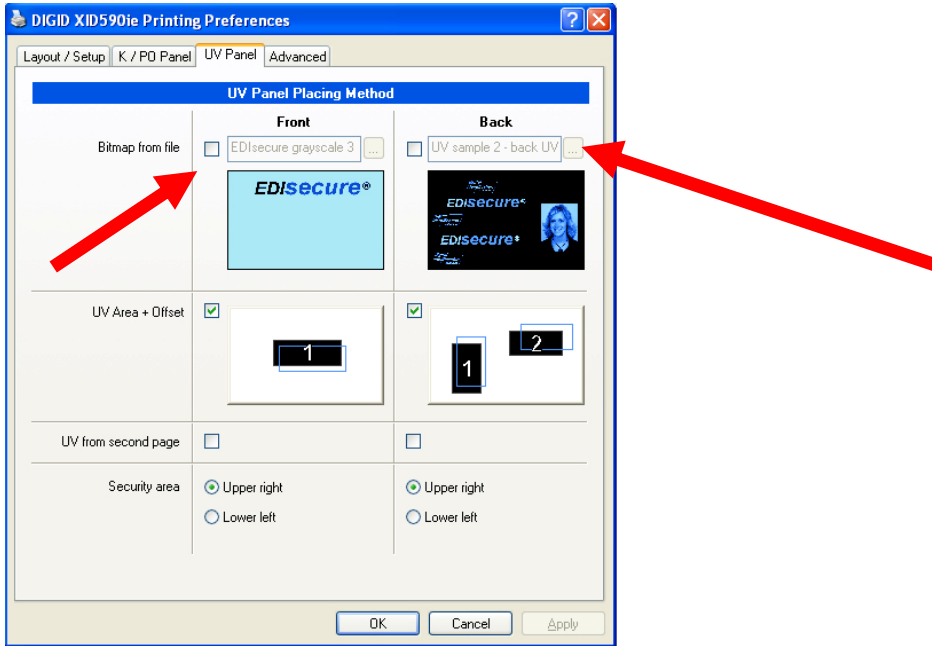 DIGID XID590ie Printing Preferences
Layout / Setup K / PO Panel UV Panel Advanced
UV Panel Placing Method
Front Back
Bitmap from file EDIsecure grayscale 3 ... UV sample 2 - back UV ...
EDIsecure®
EDIsecure®
EDIsecure®
UV Area + Offset
1
1
2
UV from second page
Security area Upper right Upper right
Lower left Lower left
OK Cancel Apply